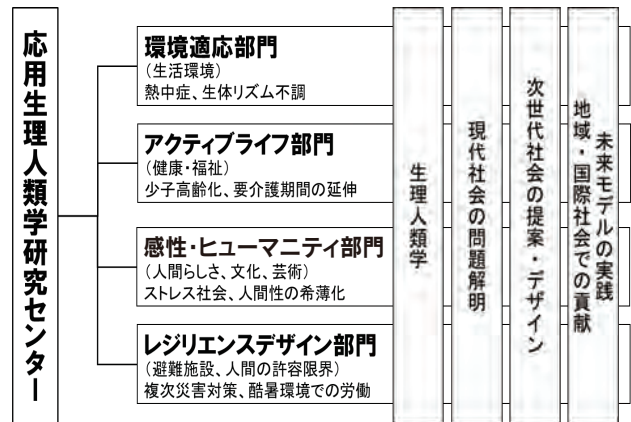 応用生理人類学研究センター
環境適応部門
（生活環境）
熱中症、生体リズム不調
アクティブライフ部門
（健康・福祉）
少子高齢化、要介護期間の延伸
感性・ヒューマニティ部門
（人間らしさ、文化、芸術）
ストレス社会、人間性の希薄化
レジリエンスデザイン部門
（避難施設、人間の許容限界）
複次災害対策、酷暑環境での労働
生理人類学
現代社会の問題解明
次世代社会の提案・デザイン
未来モデルの実践
地域・国際社会での貢献